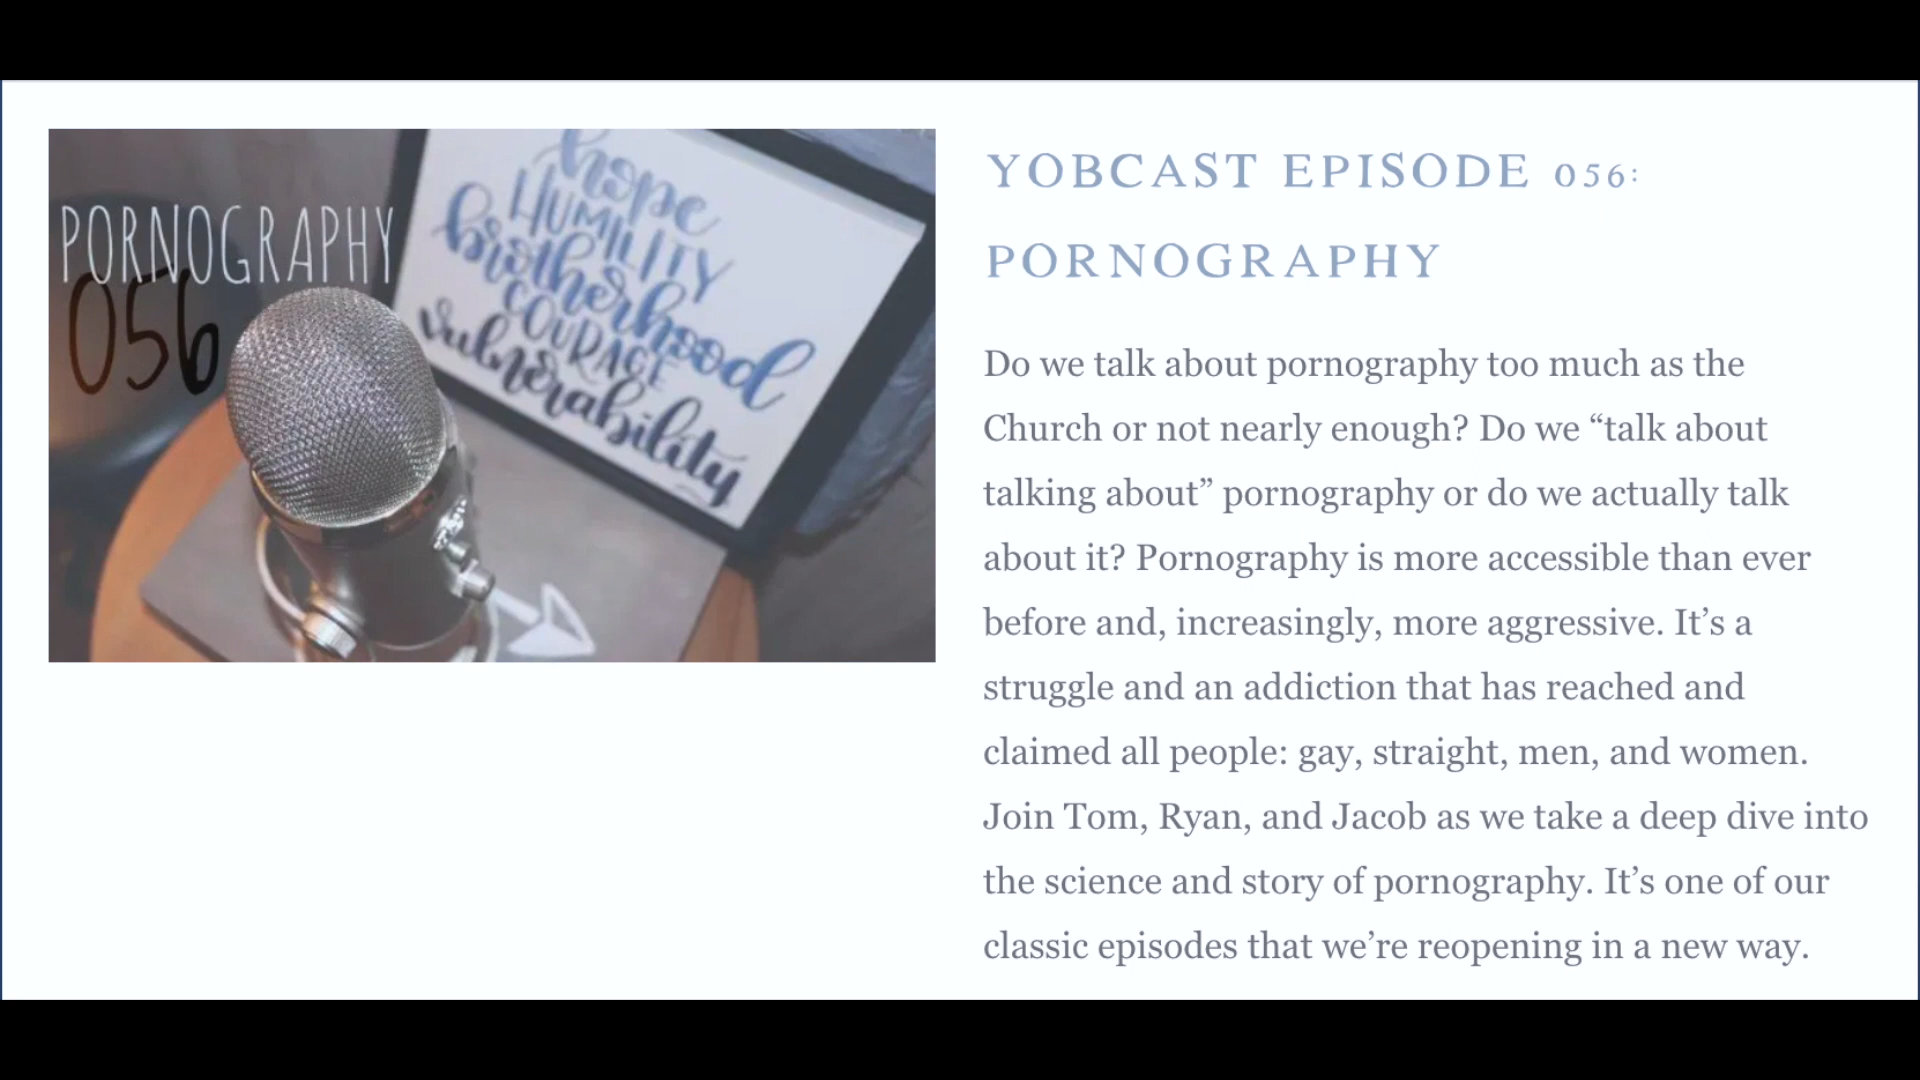 PORNOGRAPHY
056
hope
HUMILITY
brotherhood
COURAGE
vulnerability
YOBCAST EPISODE 056:
PORNOGRAPHY
Do we talk about pornography too much as the
Church or not nearly enough? Do we “talk about
talking about” pornography or do we actually talk
about it? Pornography is more accessible than ever
before and, increasingly, more aggressive. It’s a
struggle and an addiction that has reached and
claimed all people: gay, straight, men, and women.
Join Tom, Ryan, and Jacob as we take a deep dive into
the science and story of pornography. It’s one of our
classic episodes that we’re reopening in a new way.